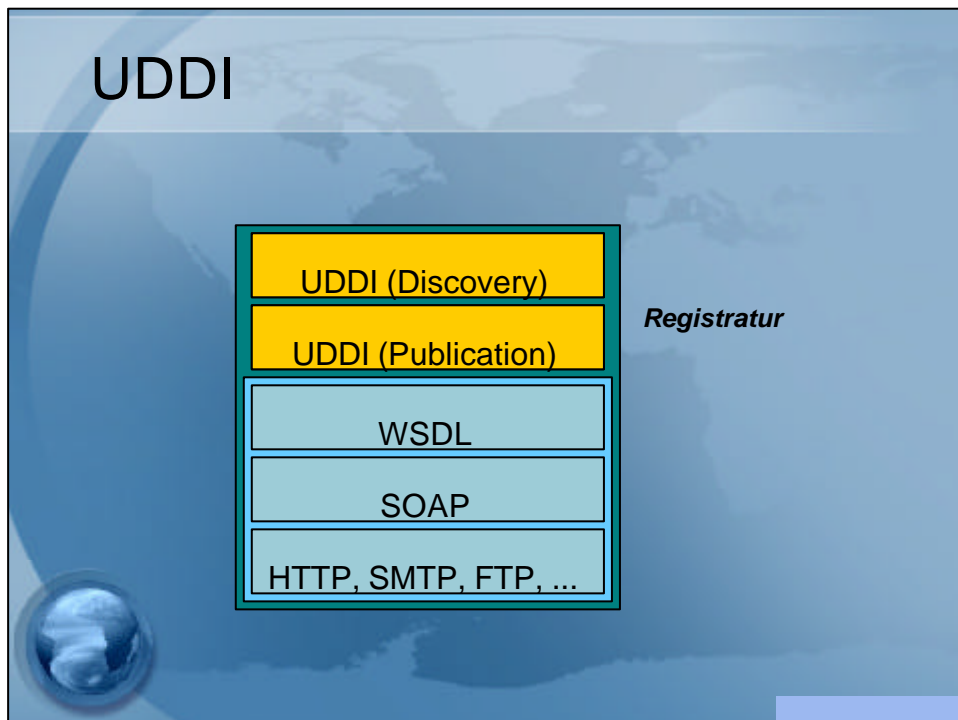 UDDI
UDDI (Discovery)
Registratur
UDDI (Publication)
WSDL
SOAP
HTTP, SMTP, FTP, ...